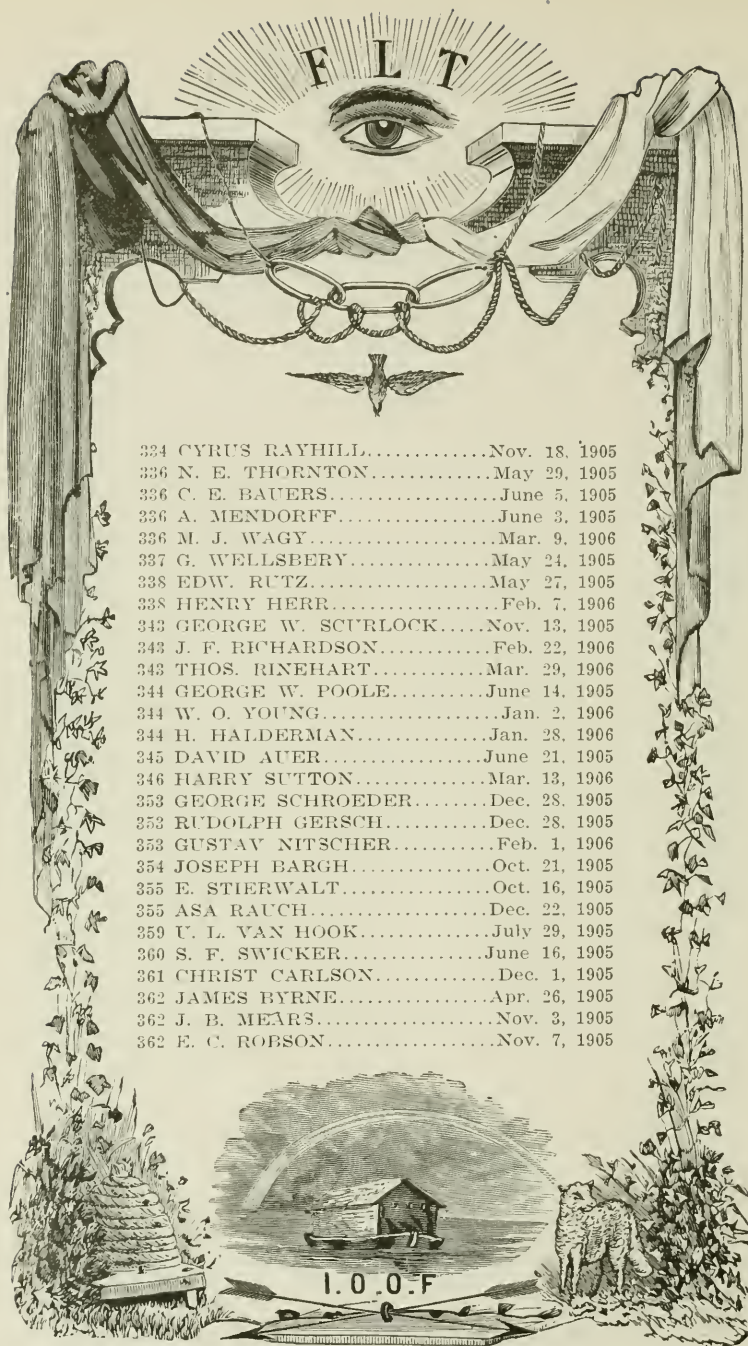 F L T
334 CYRUS RAYHILL.............Nov. 18, 1905
336 N. E. THORNTON.............May 29, 1905
336 C. E. BAUERS..................June 5, 1905
336 A. MENDORFF.................June 3, 1905
336 M. J. WAGY.....................Mar. 9, 1906
337 G. WELLSBERY...............May 24, 1905
338 EDW. RUTZ....................May 27, 1905
338 HENRY HERR..................Feb. 7, 1906
343 GEORGE W. SCURLOCK.....Nov. 13, 1905
343 J. F. RICHARDSON............Feb. 22, 1906
343 THOS. RINEHART............Mar. 29, 1906
344 GEORGE W. POOLE..........June 14, 1905
344 W. O. YOUNG...................Jan. 2, 1906
344 H. HALDERMAN..............Jan. 28, 1906
345 DAVID AUER..................June 21, 1905
346 HARRY SUTTON..............Mar. 13, 1906
353 GEORGE SCHROEDER........Dec. 28, 1905
353 RUDOLPH GERSCH...........Dec. 28, 1905
353 GUSTAV NITSCHER............Feb. 1, 1906
354 JOSEPH BARGH...............Oct. 21, 1905
355 E. STIERWALT.................Oct. 16, 1905
355 ASA RAUCH....................Dec. 22, 1905
359 U. L. VAN HOOK..............July 29, 1905
360 S. F. SWICKER................June 16, 1905
361 CHRIST CARLSON..............Dec. 1, 1905
362 JAMES BYRNE.................Apr. 26, 1905
362 J. B. MEARS....................Nov. 3, 1905
362 E. C. ROBSON..................Nov. 7, 1905
I.O.O.F